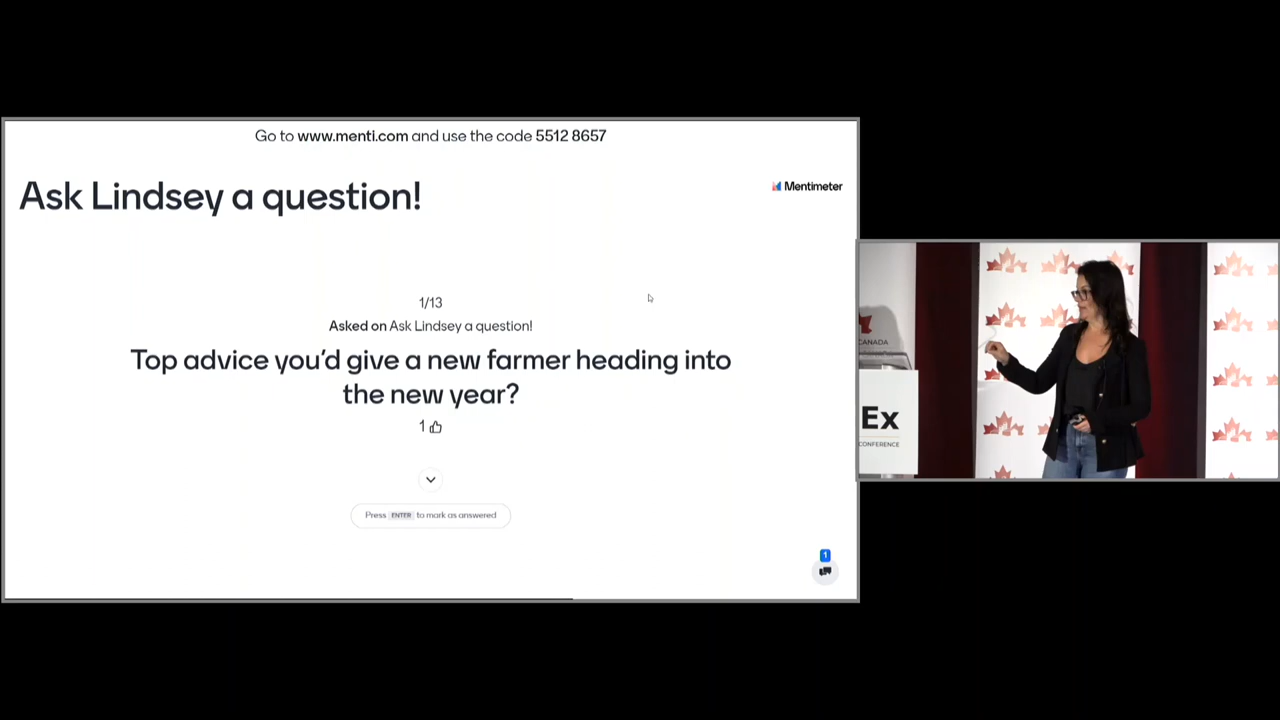 Go to www.menti.com and use the code 5512 8657
Ask Lindsey a question!
Mentimeter
1/13
Asked on Ask Lindsey a question!
Top advice you'd give a new farmer heading into
the new year?
1
Press ENTER to mark as answered
1
CANADA
Ex
CONFERENCE